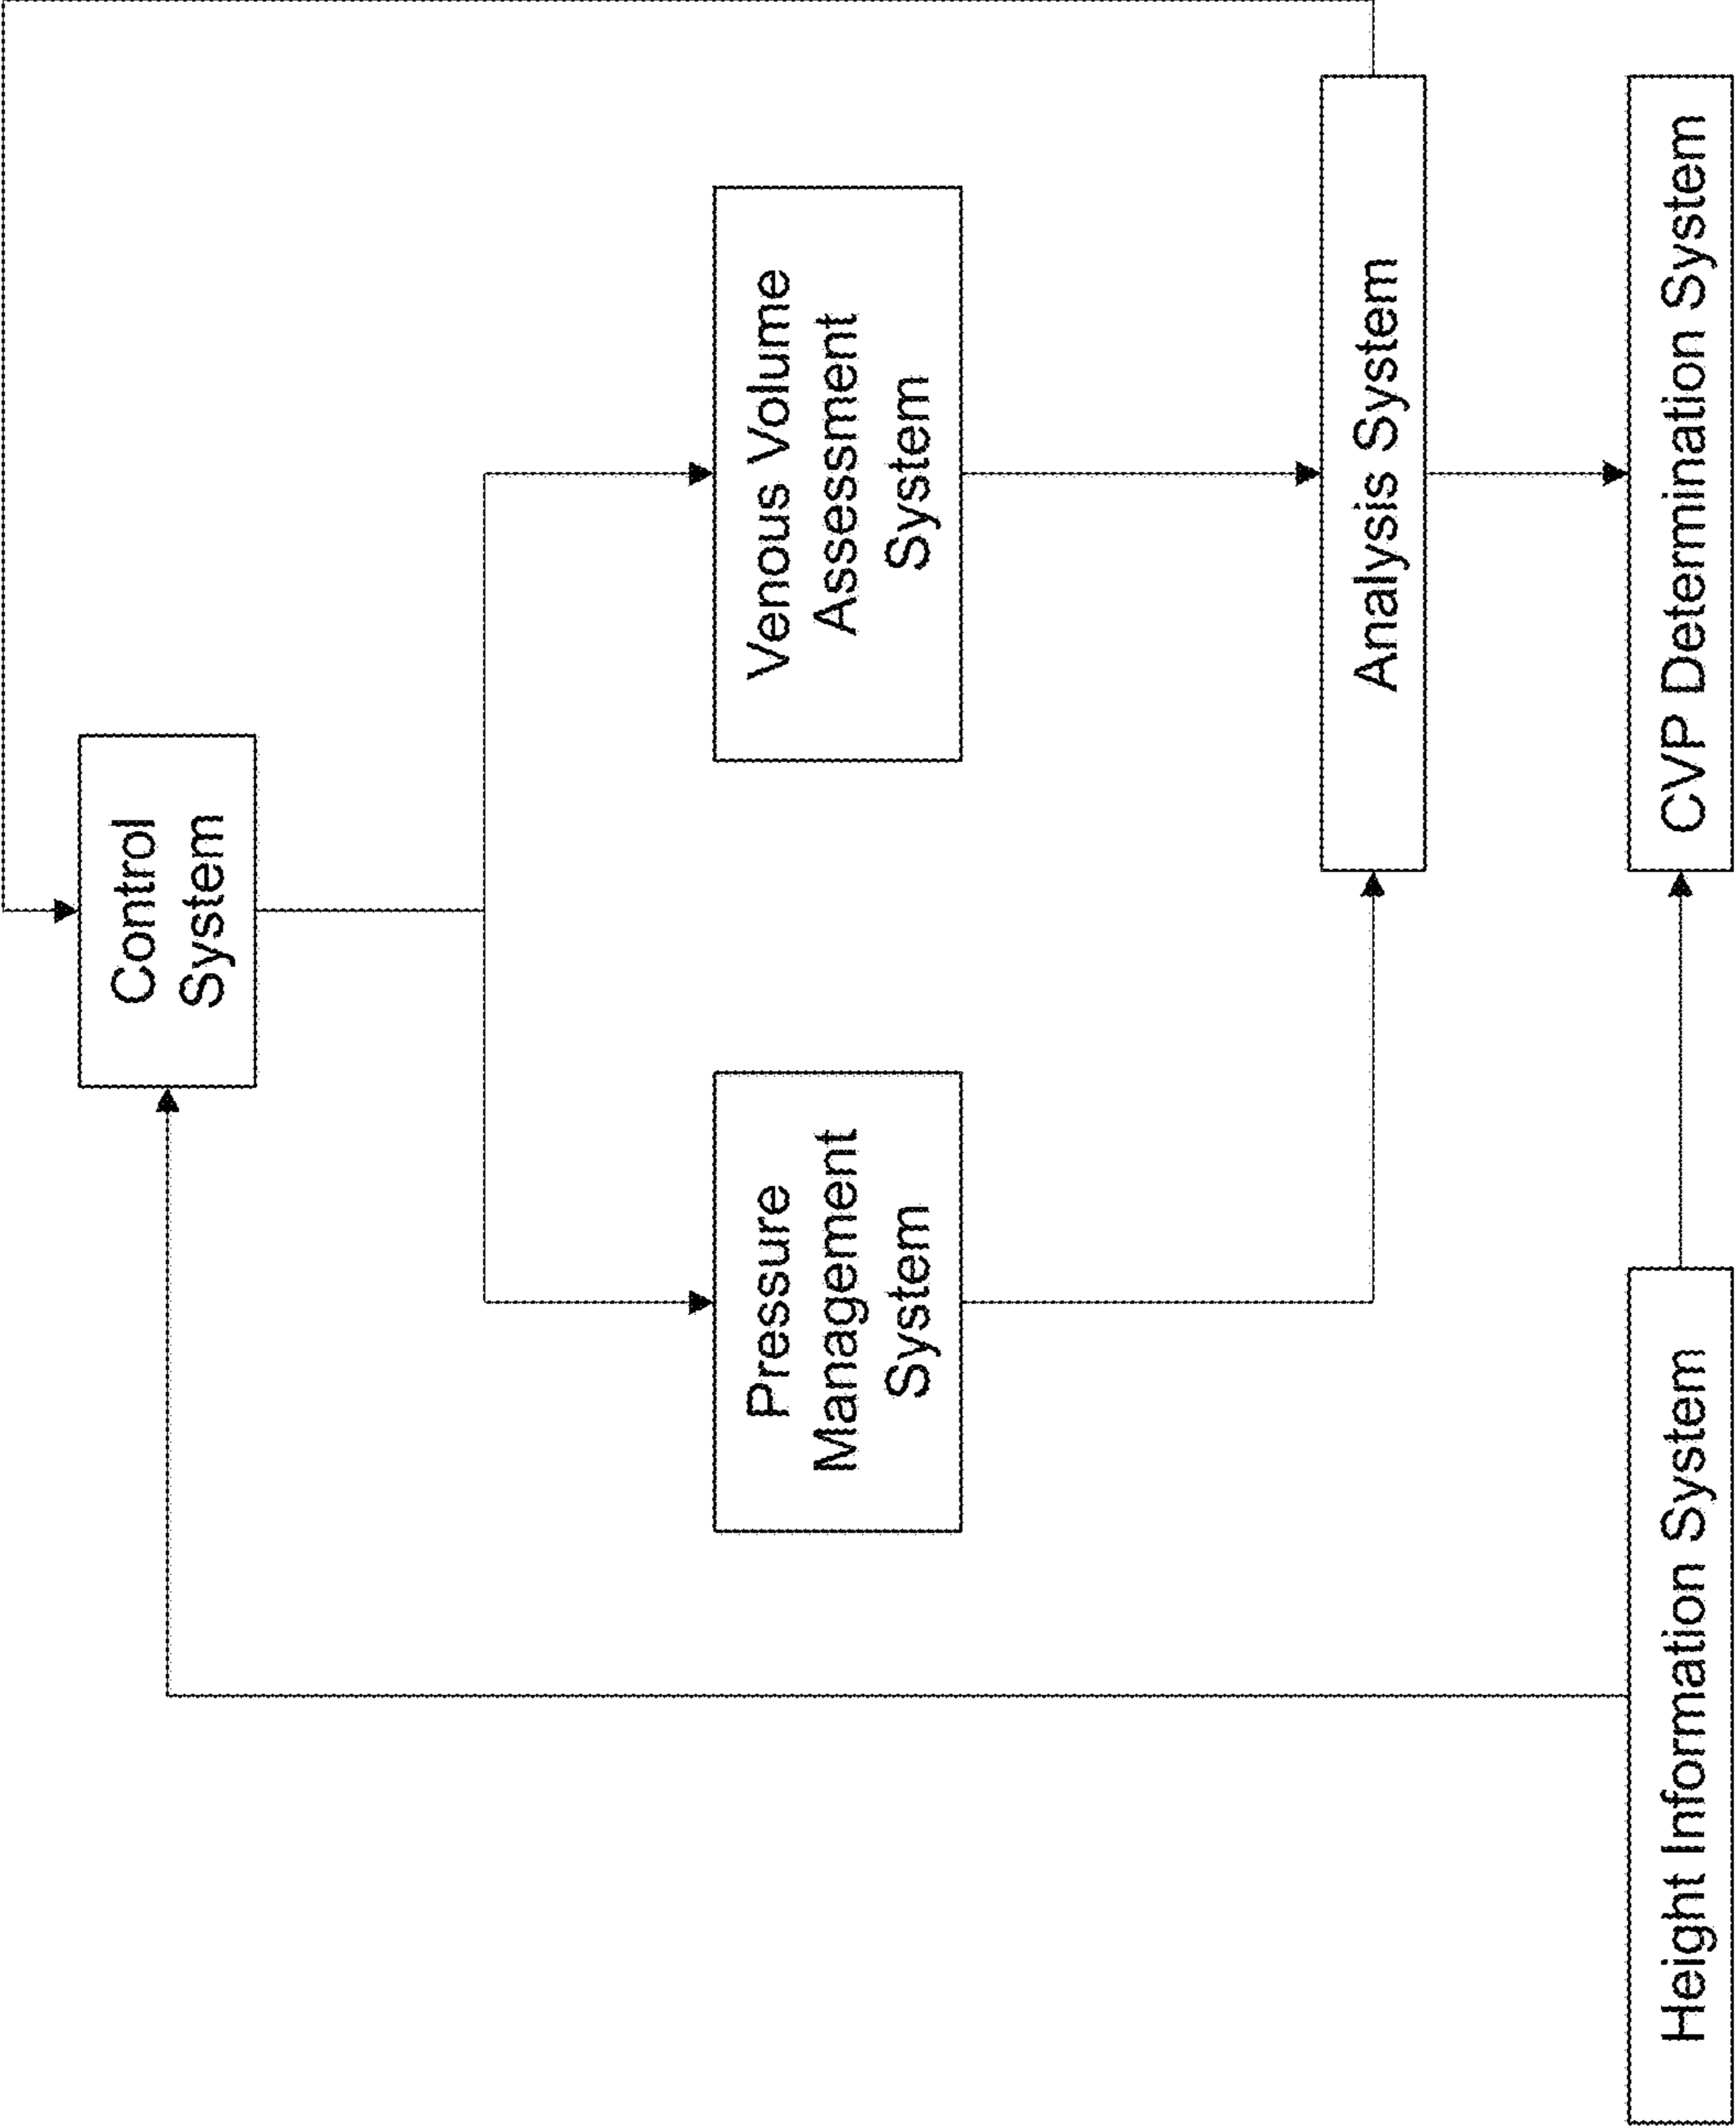 Control
System
Pressure
Management
System
Venous Volume
Assessment
System
Analysis System
Height Information System
CVP Determination System